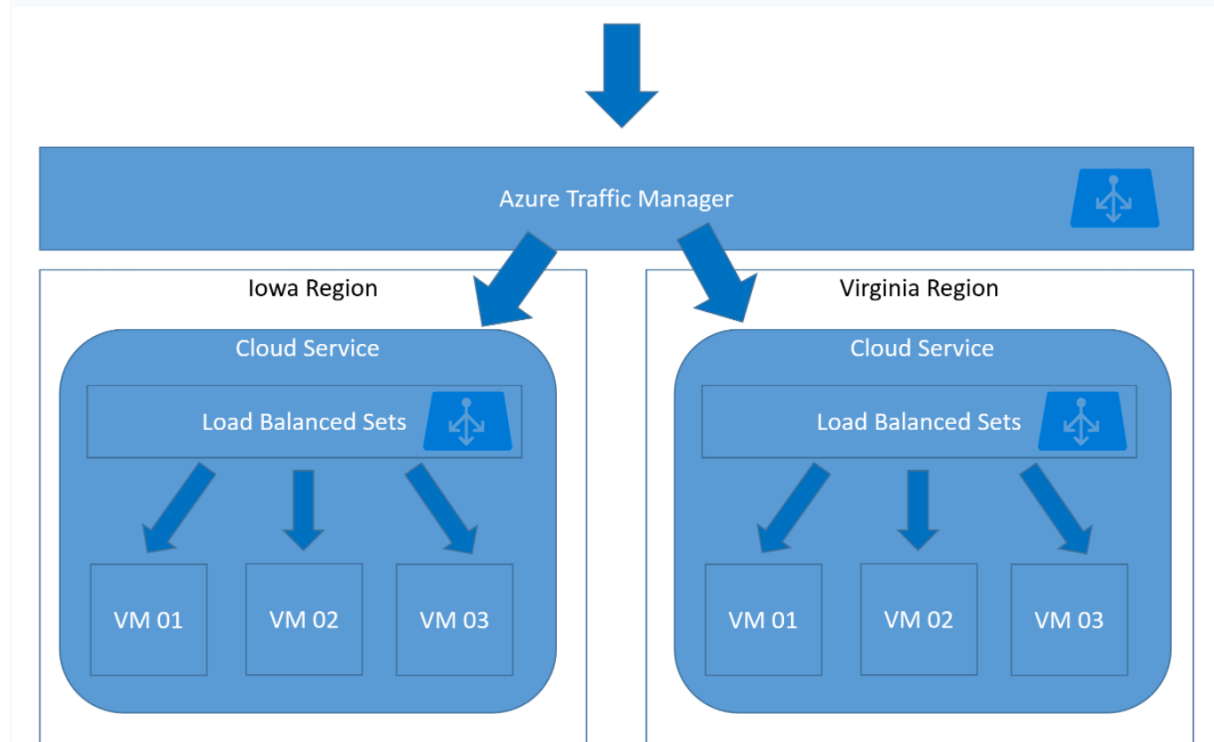 Azure Traffic Manager
Iowa Region
Cloud Service
Load Balanced Sets
VM 01
VM 02
VM 03
Virginia Region
Cloud Service
Load Balanced Sets
VM 01
VM 02
VM 03